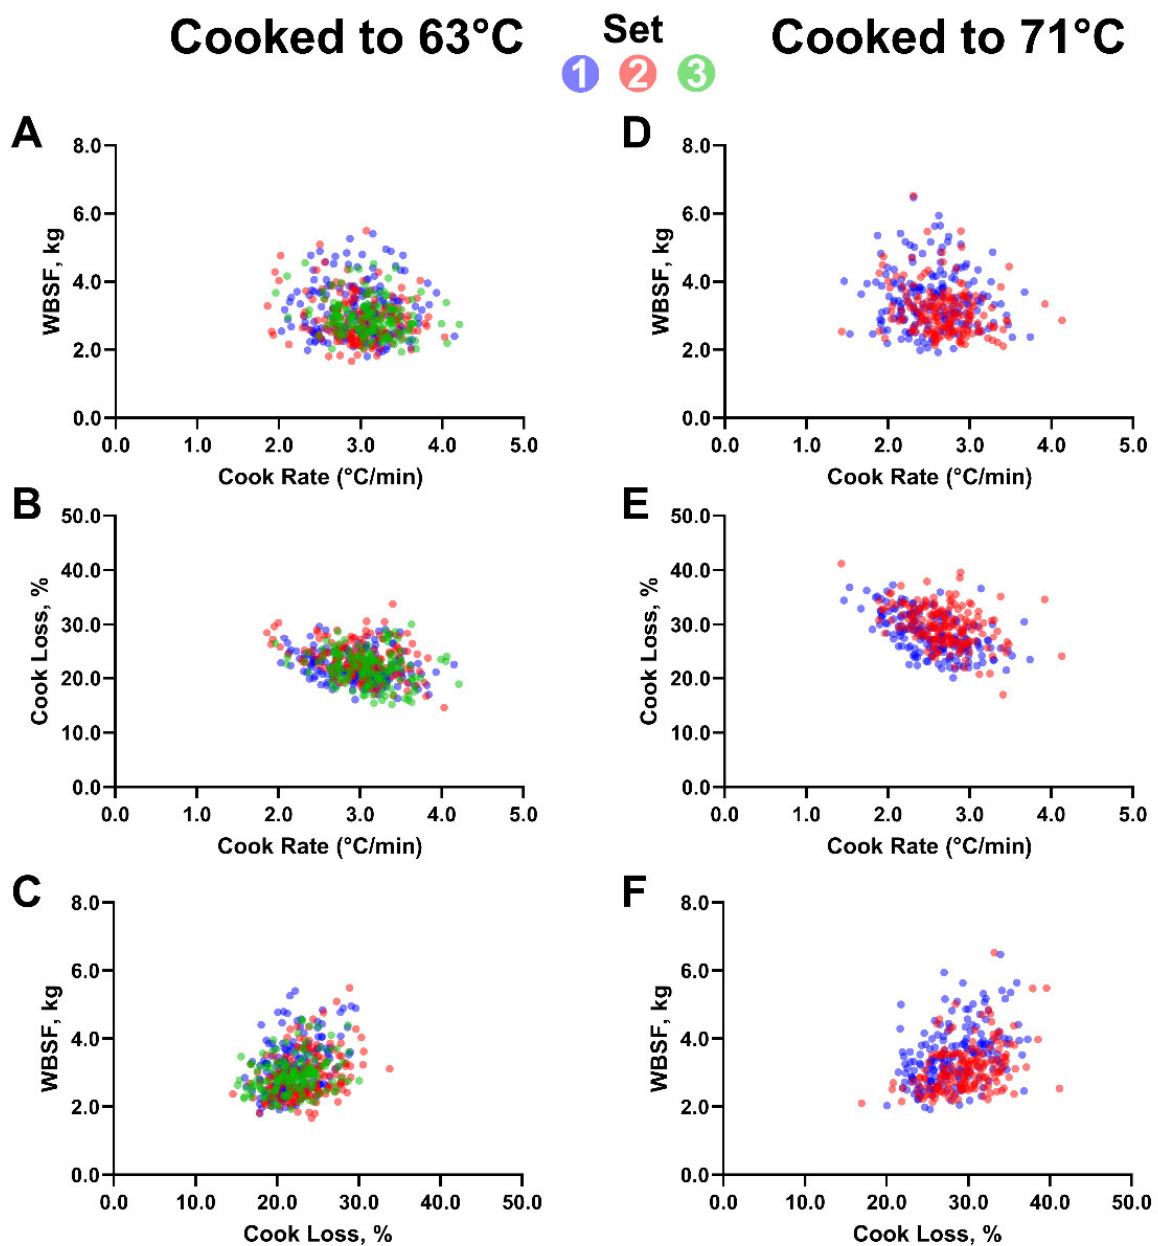 Cooked to 63°C
Set
Cooked to 71°C
1 2 3
A
8.0
6.0
4.0
2.0
0.0
WBSF, kg
0.0 1.0 2.0 3.0 4.0 5.0
Cook Rate (°C/min)
D
8.0
6.0
4.0
2.0
0.0
WBSF, kg
0.0 1.0 2.0 3.0 4.0 5.0
Cook Rate (°C/min)
B
50.0
40.0
30.0
20.0
10.0
0.0
Cook Loss, %
0.0 1.0 2.0 3.0 4.0 5.0
Cook Rate (°C/min)
E
50.0
40.0
30.0
20.0
10.0
0.0
Cook Loss, %
0.0 1.0 2.0 3.0 4.0 5.0
Cook Rate (°C/min)
C
8.0
6.0
4.0
2.0
0.0
WBSF, kg
0.0 10.0 20.0 30.0 40.0 50.0
Cook Loss, %
F
8.0
6.0
4.0
2.0
0.0
WBSF, kg
0.0 10.0 20.0 30.0 40.0 50.0
Cook Loss, %